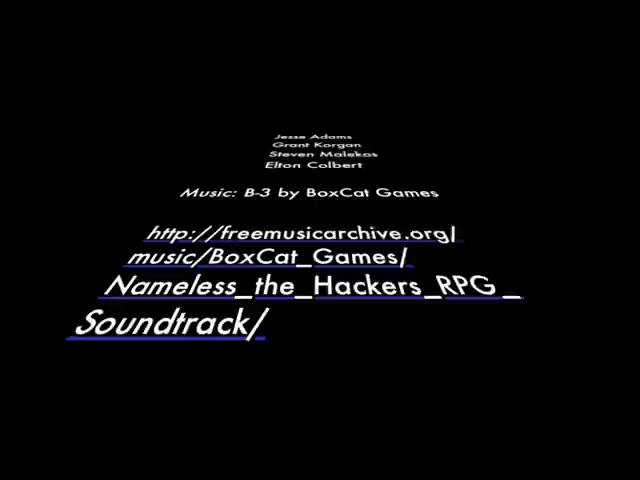 Jesse Adams
Grant Korgan
Steven Malekos
Elton Colbert
Music: B-3 by BoxCat Games
http://freemusicarchive.org/
music/BoxCat_Games/
Nameless_the_Hackers_RPG_
Soundtrack/